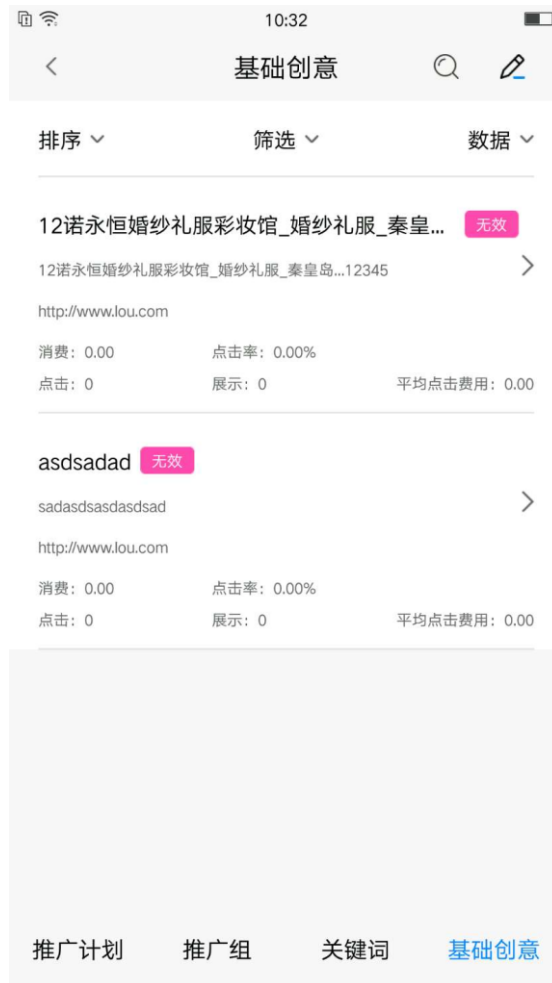 10:32
基础创意
排序 筛选 数据
12诺永恒婚纱礼服彩妆馆_婚纱礼服_秦皇... 无效
12诺永恒婚纱礼服彩妆馆_婚纱礼服_秦皇岛...12345
http://www.lou.com
消费：0.00 点击率：0.00%
点击：0 展示：0 平均点击费用：0.00
asdsadad 无效
sadasdsasdasdsad
http://www.lou.com
消费：0.00 点击率：0.00%
点击：0 展示：0 平均点击费用：0.00
推广计划 推广组 关键词 基础创意